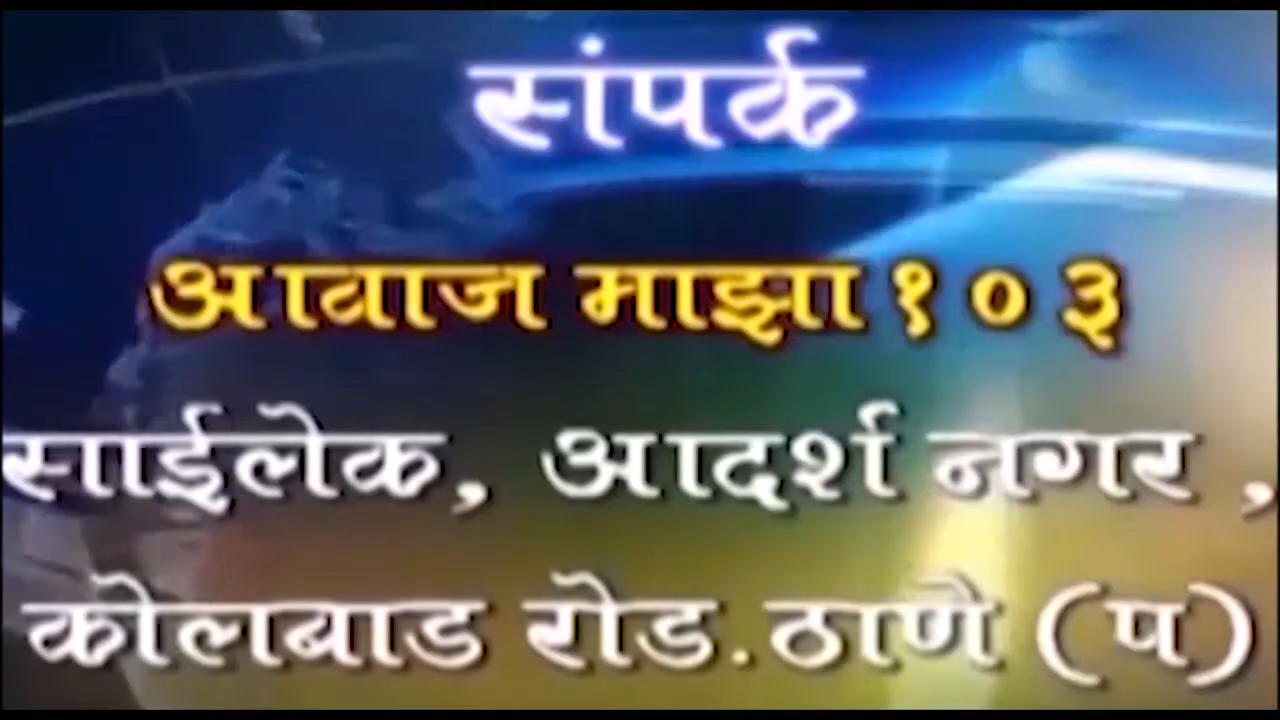 संपर्क
आवाज माझा १०३
साईलेक, आदर्श नगर ,
कोलबाड रोड.ठाणे (प)